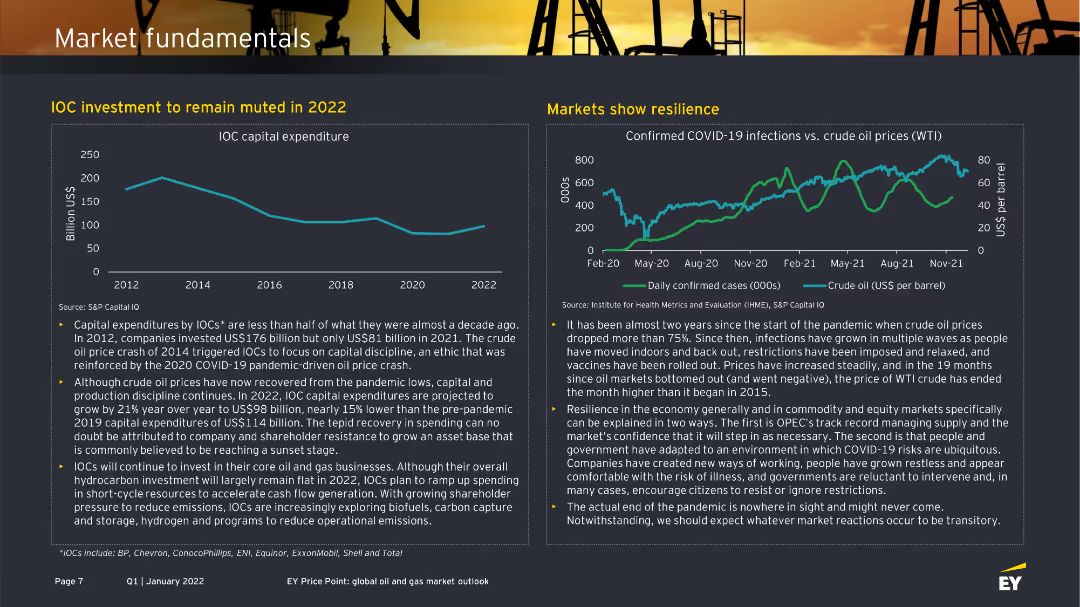 Market fundamentals
IOC investment to remain muted in 2022
IOC capital expenditure
Billion US$
250
200
150
100
50
0
2012
2014
2016
2018
2020
2022
Source: S&P Capital IQ
‣ Capital expenditures by IOCs* are less than half of what they were almost a decade ago.
In 2012, companies invested US$176 billion but only US$81 billion in 2021. The crude
oil price crash of 2014 triggered IOCs to focus on capital discipline, an ethic that was
reinforced by the 2020 COVID-19 pandemic-driven oil price crash.
‣ Although crude oil prices have now recovered from the pandemic lows, capital and
production discipline continues. In 2022, IOC capital expenditures are projected to
grow by 21% year over year to US$98 billion, nearly 15% lower than the pre-pandemic
2019 capital expenditures of US$114 billion. The tepid recovery in spending can no
doubt be attributed to company and shareholder resistance to grow an asset base that
is commonly believed to be reaching a sunset stage.
‣ IOCs will continue to invest in their core oil and gas businesses. Although their overall
hydrocarbon investment will largely remain flat in 2022, IOCs plan to ramp up spending
in short-cycle resources to accelerate cash flow generation. With growing shareholder
pressure to reduce emissions, IOCs are increasingly exploring biofuels, carbon capture
and storage, hydrogen and programs to reduce operational emissions.
*IOCs include: BP, Chevron, ConocoPhillips, ENI, Equinor, ExxonMobil, Shell and Total
Markets show resilience
Confirmed COVID-19 infections vs. crude oil prices (WTI)
000s
800
600
400
200
0
80
60
40
20
0
US$ per barrel
Feb-20
May-20
Aug-20
Nov-20
Feb-21
May-21
Aug-21
Nov-21
Daily confirmed cases (000s)
Crude oil (US$ per barrel)
Source: Institute for Health Metrics and Evaluation (IHME), S&P Capital IQ
‣ It has been almost two years since the start of the pandemic when crude oil prices
dropped more than 75%. Since then, infections have grown in multiple waves as people
have moved indoors and back out, restrictions have been imposed and relaxed, and
vaccines have been rolled out. Prices have increased steadily, and in the 19 months
since oil markets bottomed out (and went negative), the price of WTI crude has ended
the month higher than it began in 2015.
‣ Resilience in the economy generally and in commodity and equity markets specifically
can be explained in two ways. The first is OPEC's track record managing supply and the
market's confidence that it will step in as necessary. The second is that people and
government have adapted to an environment in which COVID-19 risks are ubiquitous.
Companies have created new ways of working, people have grown restless and appear
comfortable with the risk of illness, and governments are reluctant to intervene and, in
many cases, encourage citizens to resist or ignore restrictions.
‣ The actual end of the pandemic is nowhere in sight and might never come.
Notwithstanding, we should expect whatever market reactions occur to be transitory.
Page 7
Q1 | January 2022
EY Price Point: global oil and gas market outlook
EY